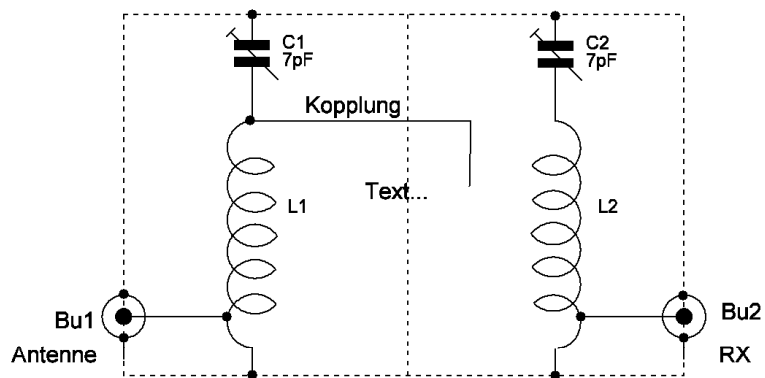 C1
7pF
C2
7pF
Kopplung
Text...
L1
L2
Bu1
Antenne
Bu2
RX